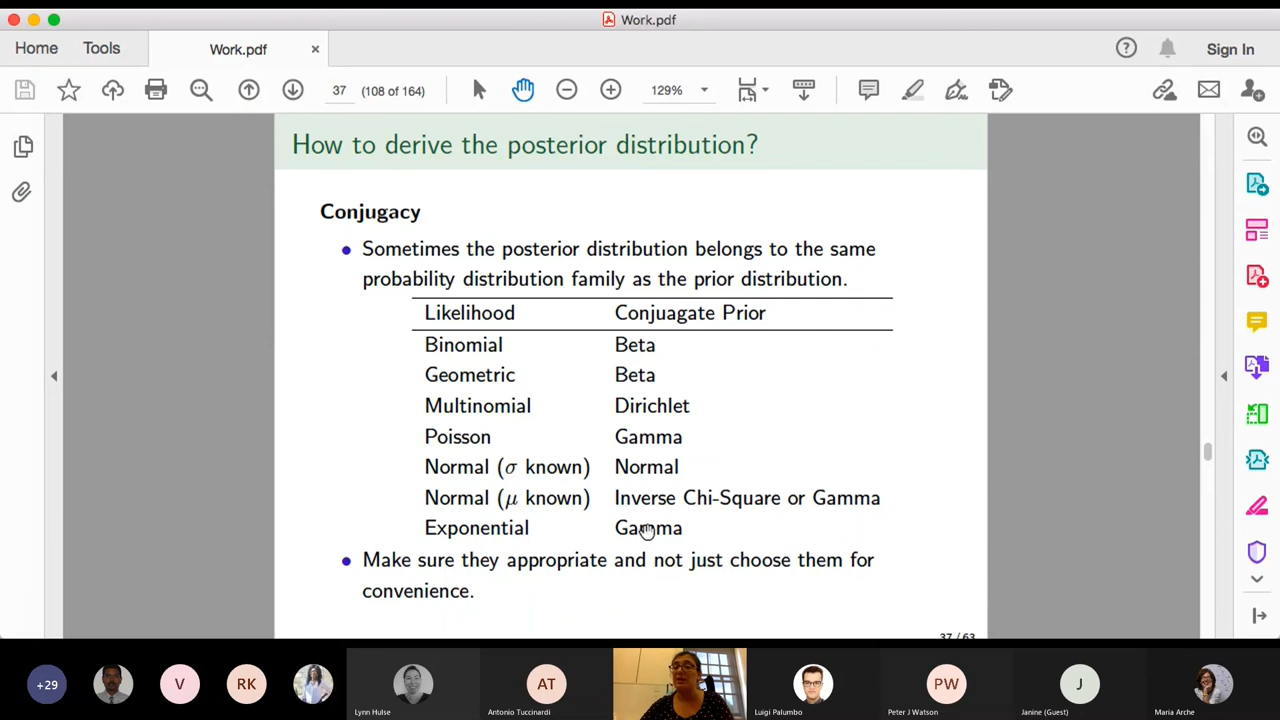 Work.pdf
Home Tools Work.pdf × Sign In
37 (108 of 164) 129%
How to derive the posterior distribution?
Conjugacy
• Sometimes the posterior distribution belongs to the same
probability distribution family as the prior distribution.
Likelihood Conjuagate Prior
Binomial Beta
Geometric Beta
Multinomial Dirichlet
Poisson Gamma
Normal (σ known) Normal
Normal (μ known) Inverse Chi-Square or Gamma
Exponential Gamma
• Make sure they appropriate and not just choose them for
convenience.
37 / 63
+29 V RK AT PW J
Lynn Hulse Antonio Tuccinardi Luigi Palumbo Peter J Watson Janine (Guest) Maria Arche